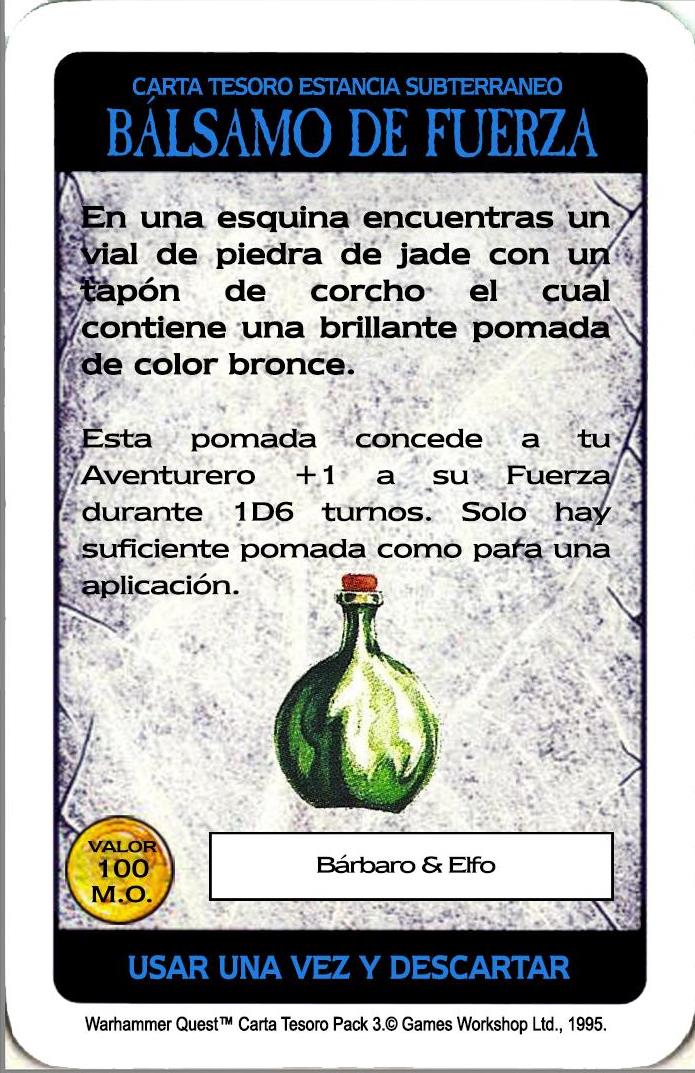 CARTA TESORO ESTANCIA SUBTERRANEO
BÁLSAMO DE FUERZA
En una esquina encuentras un
vial de piedra de jade con un
tapón de corcho el cual
contiene una brillante pomada
de color bronce.
Esta pomada concede a tu
Aventurero +1 a su Fuerza
durante 1D6 turnos. Solo hay
suficiente pomada como para una
aplicación.
VALOR
100
M.O.
Bárbaro & Elfo
USAR UNA VEZ Y DESCARTAR
Warhammer Quest™ Carta Tesoro Pack 3.© Games Workshop Ltd., 1995.